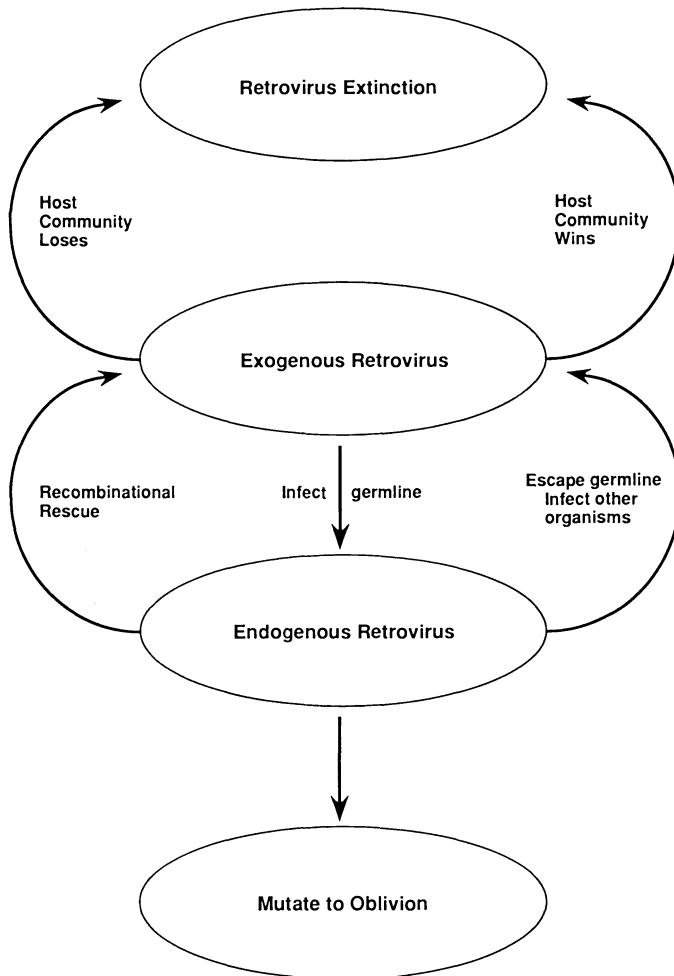 Retrovirus Extinction
Host
Community
Loses
Host
Community
Wins
Exogenous Retrovirus
Recombinational
Rescue
Infect germline
Escape germline
Infect other
organisms
Endogenous Retrovirus
Mutate to Oblivion